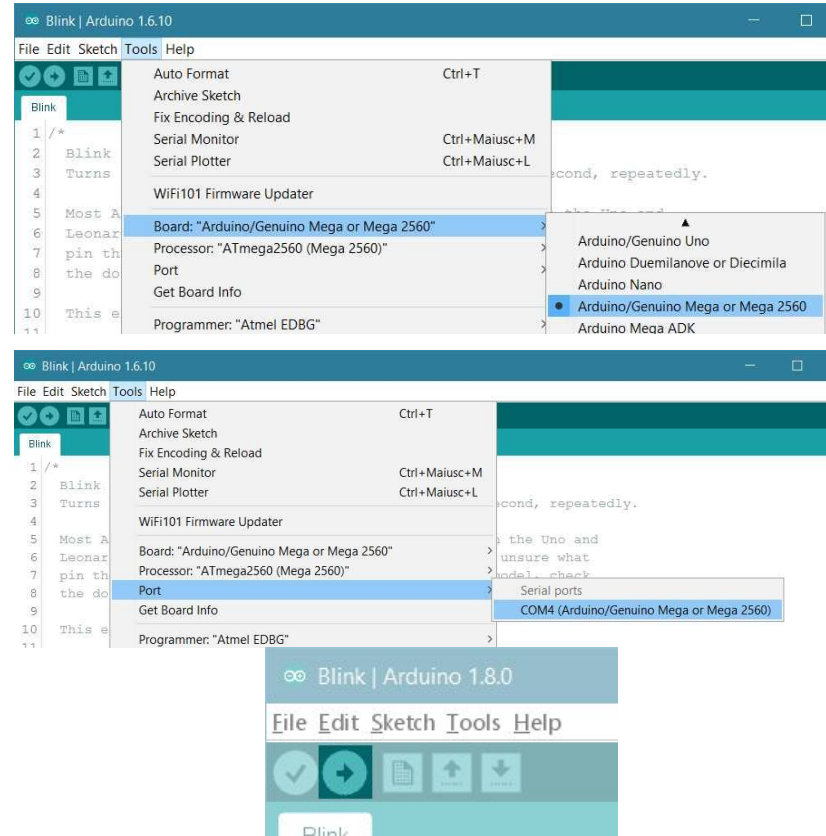 Blink | Arduino 1.6.10
File Edit Sketch Tools Help
Auto Format Ctrl+T
Archive Sketch
Blink Fix Encoding & Reload
1 /* Serial Monitor Ctrl+Maiusc+M
2 Blink Serial Plotter Ctrl+Maiusc+L
3 Turns econd, repeatedly.
4 WiFi101 Firmware Updater
5 Most A the Uno and
Board: "Arduino/Genuino Mega or Mega 2560"
6 Leonar Arduino/Genuino Uno
7 pin th Processor: "ATmega2560 (Mega 2560)"
8 the do Port Arduino Duemilanove or Diecimila
9 Get Board Info Arduino Nano
10 This e Arduino/Genuino Mega or Mega 2560
11 Programmer: "Atmel EDBG" Arduino Mega ADK
Blink | Arduino 1.6.10
File Edit Sketch Tools Help
Auto Format Ctrl+T
Archive Sketch
Blink Fix Encoding & Reload
1 /* Serial Monitor Ctrl+Maiusc+M
2 Blink Serial Plotter Ctrl+Maiusc+L
3 Turns econd, repeatedly.
4 WiFi101 Firmware Updater
5 Most A the Uno and
6 Leonar Board: "Arduino/Genuino Mega or Mega 2560" unsure what
7 pin th Processor: "ATmega2560 (Mega 2560)" model, check
8 the do Port Serial ports
9 Get Board Info COM4 (Arduino/Genuino Mega or Mega 2560)
10 This e
11 Programmer: "Atmel EDBG"
Blink | Arduino 1.8.0
File Edit Sketch Tools Help
Blink